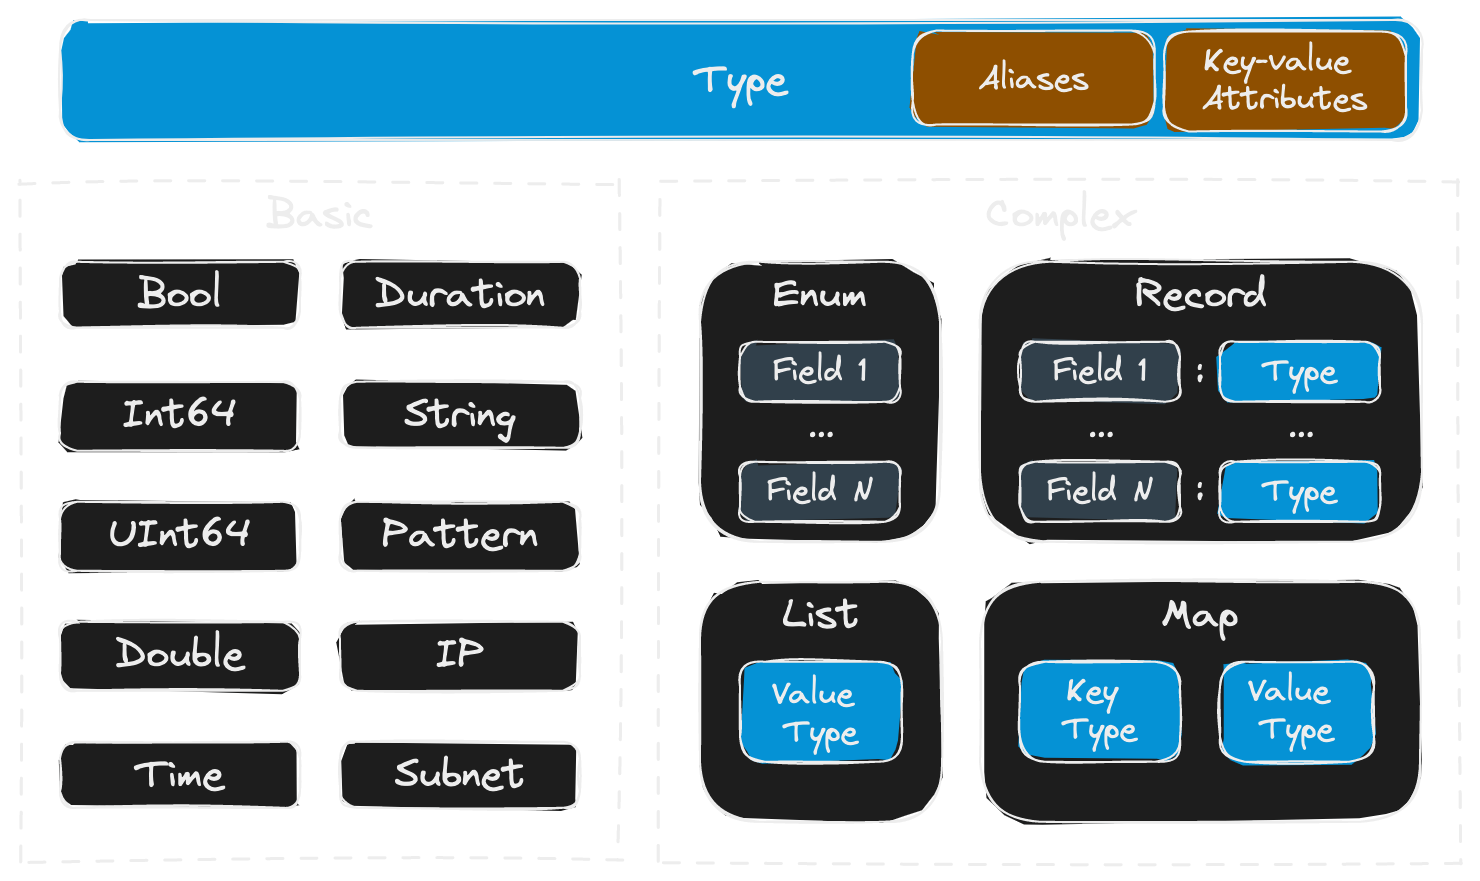 Type
Aliases
Key-value
Attributes
Basic
Bool
Duration
Int64
String
UInt64
Pattern
Double
IP
Time
Subnet
Complex
Enum
Field 1
...
Field N
Record
Field 1 : Type
... ...
Field N : Type
List
Value
Type
Map
Key
Type
Value
Type